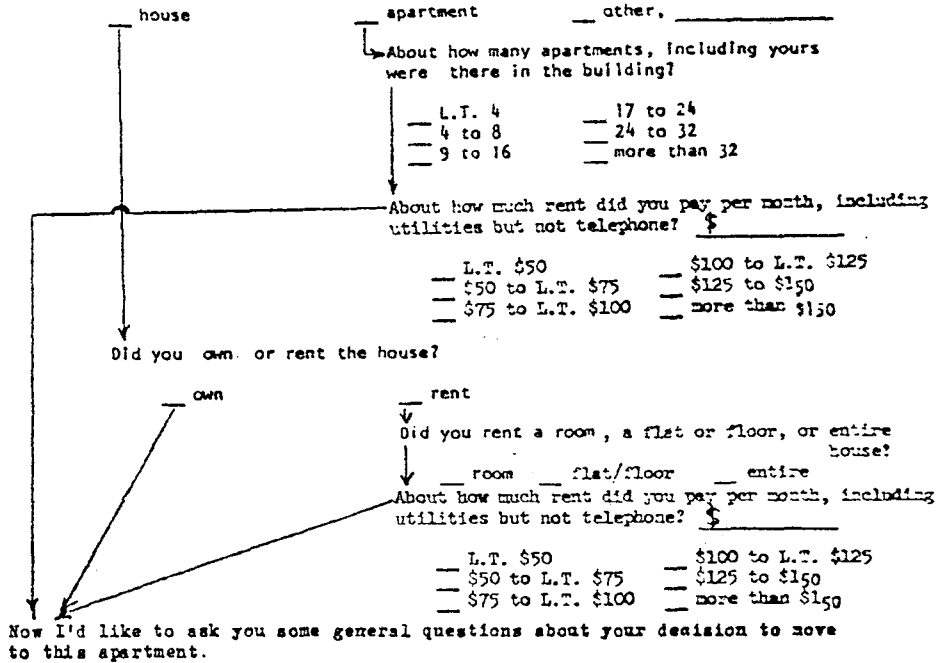 __ house __ apartment __ other, ____________
About how many apartments, including yours
were there in the building?
__ L.T. 4 __ 17 to 24
__ 4 to 8 __ 24 to 32
__ 9 to 16 __ more than 32
About how much rent did you pay per month, including
utilities but not telephone? $____________
__ L.T. $50 __ $100 to L.T. $125
__ $50 to L.T. $75 __ $125 to $150
__ $75 to L.T. $100 __ more than $150
Did you own or rent the house?
__ own __ rent
Did you rent a room, a flat or floor, or entire
house?
__ room __ flat/floor __ entire
About how much rent did you pay per month, including
utilities but not telephone? $____________
__ L.T. $50 __ $100 to L.T. $125
__ $50 to L.T. $75 __ $125 to $150
__ $75 to L.T. $100 __ more than $150
Now I'd like to ask you some general questions about your decision to move
to this apartment.